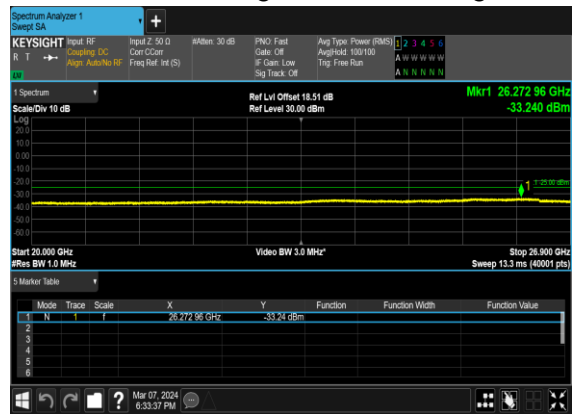 Spectrum Analyzer 1
Swept SA
KEYSIGHT Input: RF Input Z: 50 Ω #Atten: 30 dB PNO: Fast Avg Type: Power (RMS) 1 2 3 4 5 6
R T Coupling: DC Corr CCorr Gate: Off Avg|Hold: 100/100 A W W W W W
Align: Auto/No RF Freq Ref: Int (S) IF Gain: Low Trig: Free Run
Sig Track: Off A N N N N N
LXI
1 Spectrum Ref Lvl Offset 18.51 dB Mkr1 26.272 96 GHz
Scale/Div 10 dB Ref Level 30.00 dBm -33.240 dBm
Log
20.0
10.0
0.00
-10.0
-20.0
1 -25.00 dBm
-30.0
-40.0
-50.0
-60.0
Start 20.000 GHz Video BW 3.0 MHz* Stop 26.900 GHz
#Res BW 1.0 MHz Sweep 13.3 ms (40001 pts)
5 Marker Table
Mode Trace Scale X Y Function Function Width Function Value
1 N 1 f 26.272 96 GHz -33.24 dBm
2
3
4
5
6
? Mar 07, 2024
6:33:37 PM